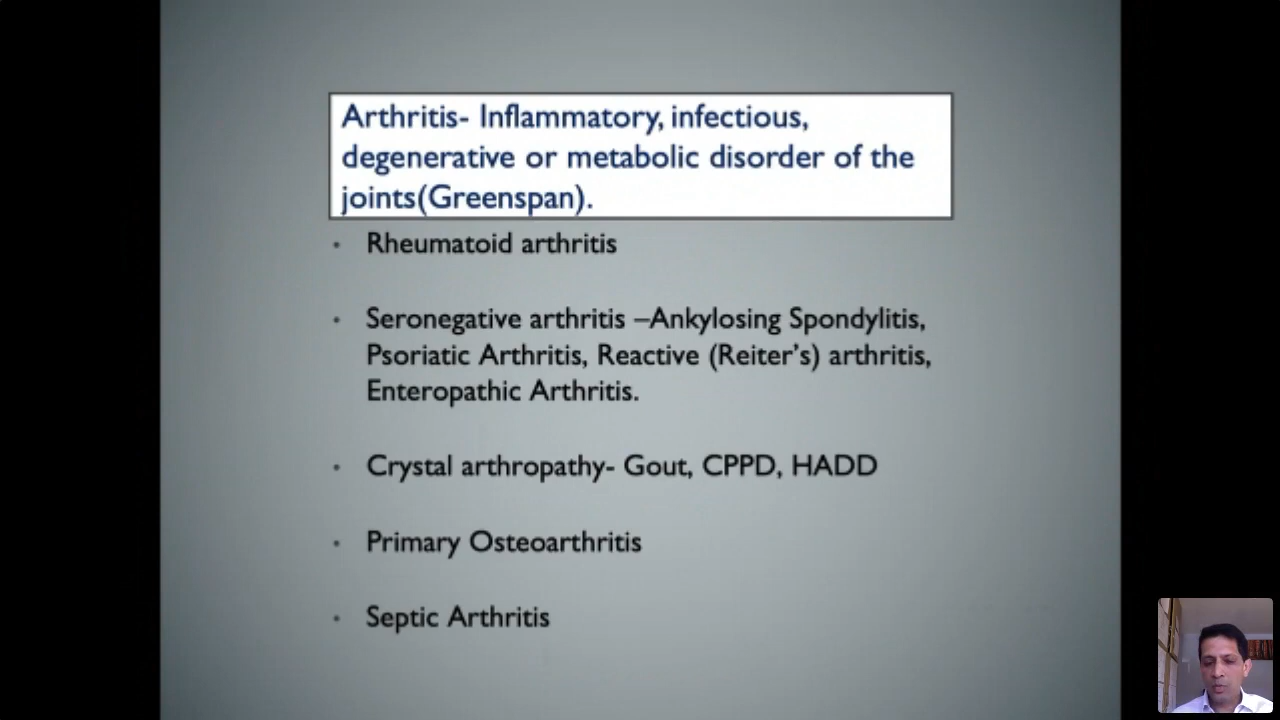 Arthritis- Inflammatory, infectious,
degenerative or metabolic disorder of the
joints(Greenspan).
• Rheumatoid arthritis
• Seronegative arthritis –Ankylosing Spondylitis,
Psoriatic Arthritis, Reactive (Reiter’s) arthritis,
Enteropathic Arthritis.
• Crystal arthropathy- Gout, CPPD, HADD
• Primary Osteoarthritis
• Septic Arthritis